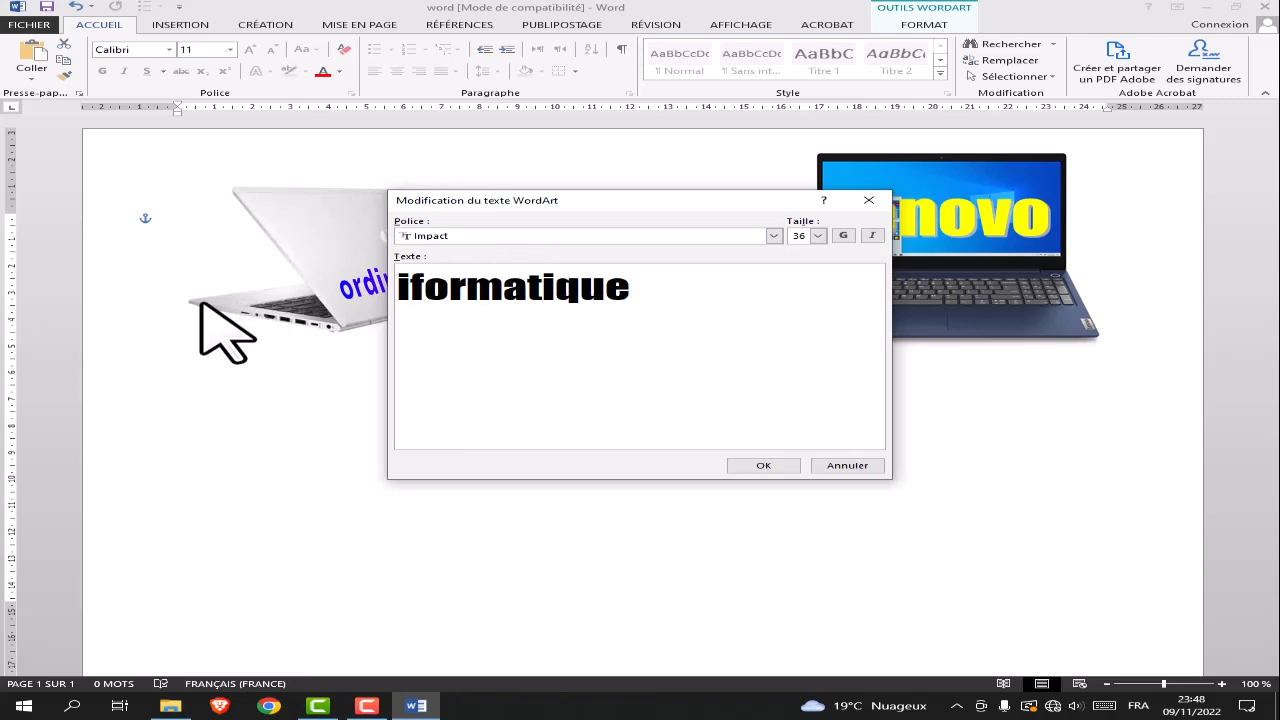 word [Mode de compatibilité] - Word
OUTILS WORDART
FICHIER ACCUEIL INSERTION CRÉATION MISE EN PAGE RÉFÉRENCES PUBLIPOSTAGE RÉVISION AFFICHAGE ACROBAT FORMAT Connexion
Coller
Calibri 11
AaBbCcDc AaBbCcDc AaBbC AaBbCc
¶ Normal ¶ Sans int... Titre 1 Titre 2
Rechercher
Remplacer
Sélectionner
Créer et partager un PDF Adobe
Demander des signatures
Presse-pap... Police Paragraphe Style Modification Adobe Acrobat
Modification du texte WordArt
Police :
Taille :
Impact
36
G I
Texte :
iformatique
OK Annuler
PAGE 1 SUR 1 0 MOTS FRANÇAIS (FRANCE) 100 %
19°C Nuageux
FRA
23:48
09/11/2022